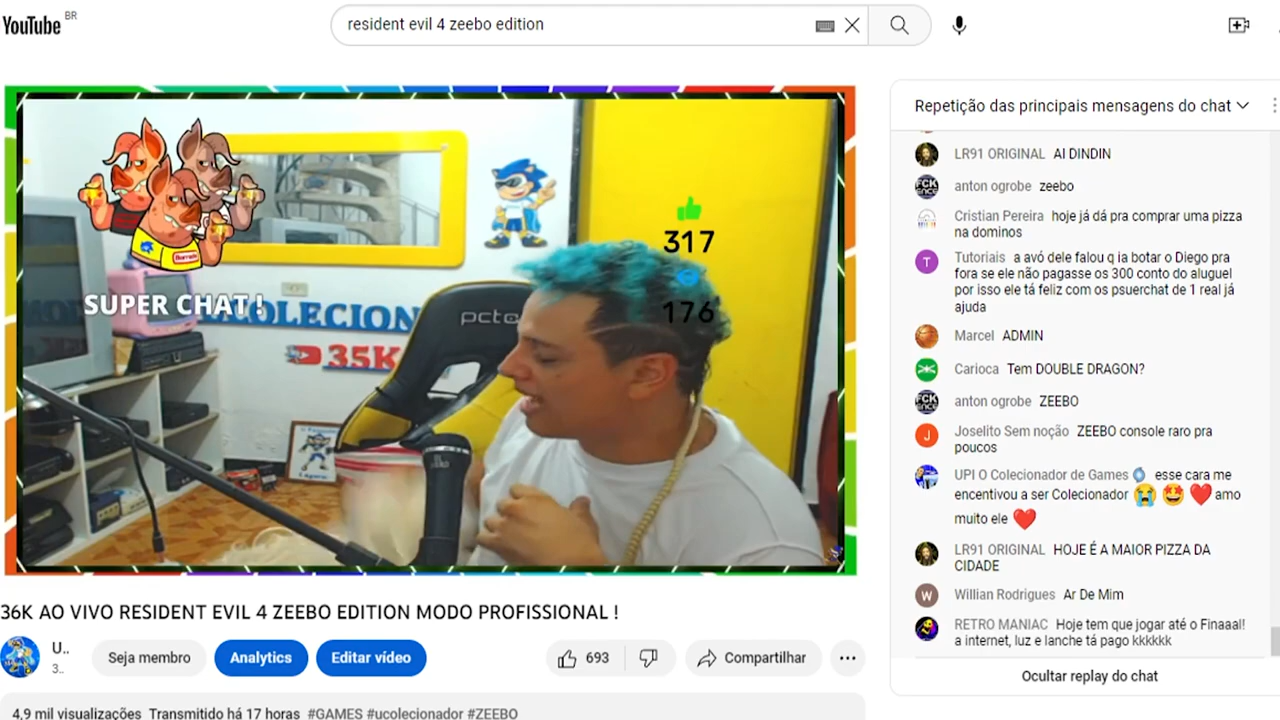 YouTube BR
resident evil 4 zeebo edition
Repetição das principais mensagens do chat
LR91 ORIGINAL AI DINDIN
anton ogrobe zeebo
Cristian Pereira hoje já dá pra comprar uma pizza
na dominos
Tutoriais a avó dele falou q ia botar o Diego pra
fora se ele não pagasse os 300 conto do aluguel
por isso ele tá feliz com os psuerchat de 1 real já
ajuda
Marcel ADMIN
Carioca Tem DOUBLE DRAGON?
anton ogrobe ZEEBO
Joselito Sem noção ZEEBO console raro pra
poucos
UPI O Colecionador de Games esse cara me
encentivou a ser Colecionador amo
muito ele
LR91 ORIGINAL HOJE É A MAIOR PIZZA DA
CIDADE
Willian Rodrigues Ar De Mim
RETRO MANIAC Hoje tem que jogar até o Finaaal!
a internet, luz e lanche tá pago kkkkkk
Ocultar replay do chat
317
176
SUPER CHAT !
COLECION
35K
pcto
36K AO VIVO RESIDENT EVIL 4 ZEEBO EDITION MODO PROFISSIONAL !
U..
3..
Seja membro
Analytics
Editar vídeo
693
Compartilhar
4,9 mil visualizações Transmitido há 17 horas #GAMES #ucolecionador #ZEEBO